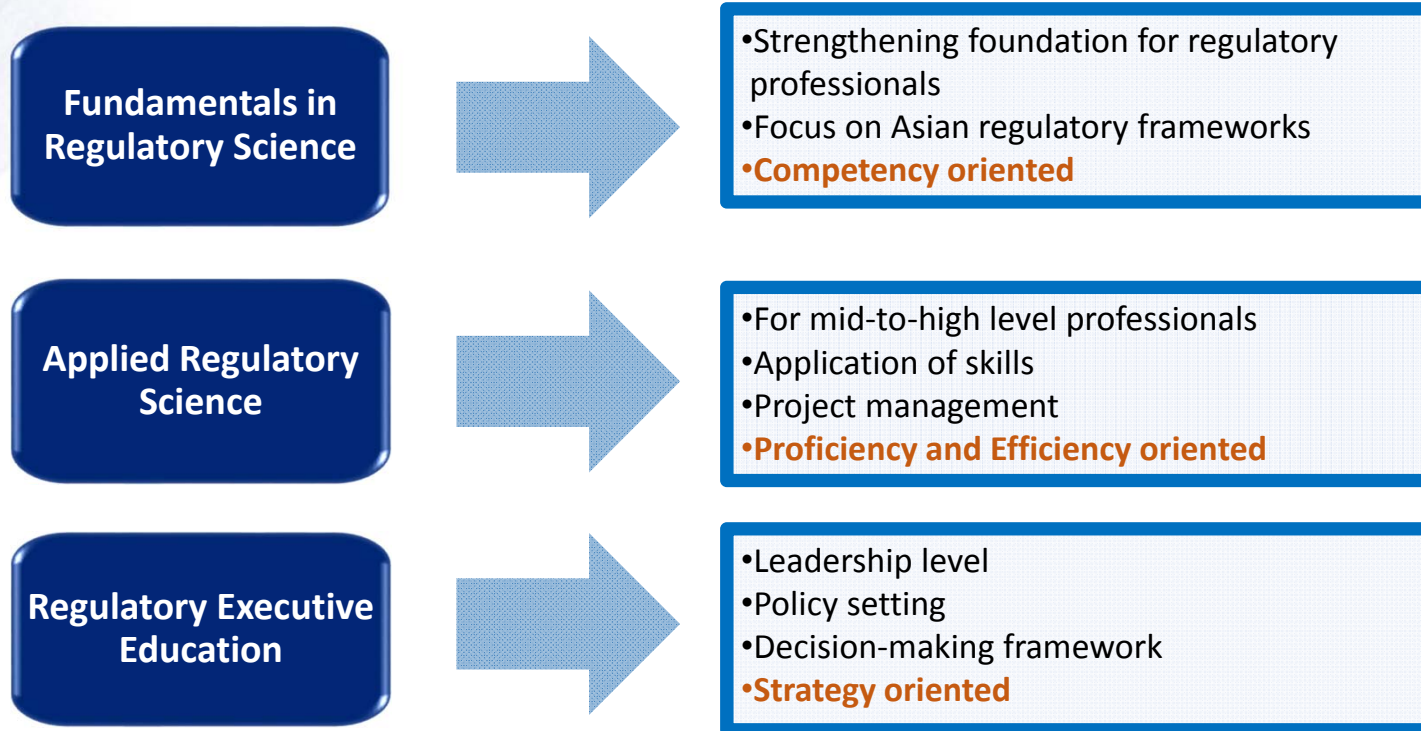 Fundamentals in
Regulatory Science
•Strengthening foundation for regulatory
professionals
•Focus on Asian regulatory frameworks
•Competency oriented
Applied Regulatory
Science
•For mid-to-high level professionals
•Application of skills
•Project management
•Proficiency and Efficiency oriented
Regulatory Executive
Education
•Leadership level
•Policy setting
•Decision-making framework
•Strategy oriented